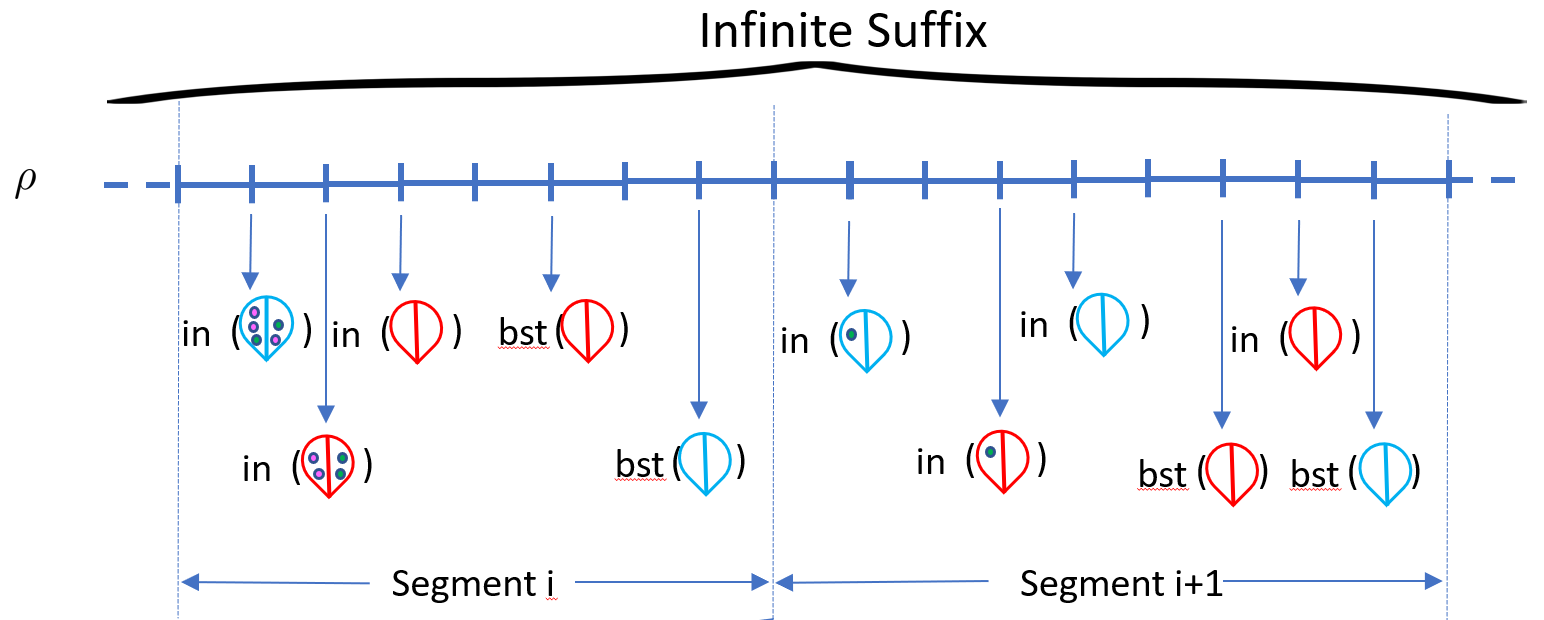 Infinite Suffix
ρ
in ( ) in ( ) bst ( ) in ( ) in ( ) in ( )
in ( ) bst ( ) in ( ) bst ( ) bst ( )
Segment i Segment i+1